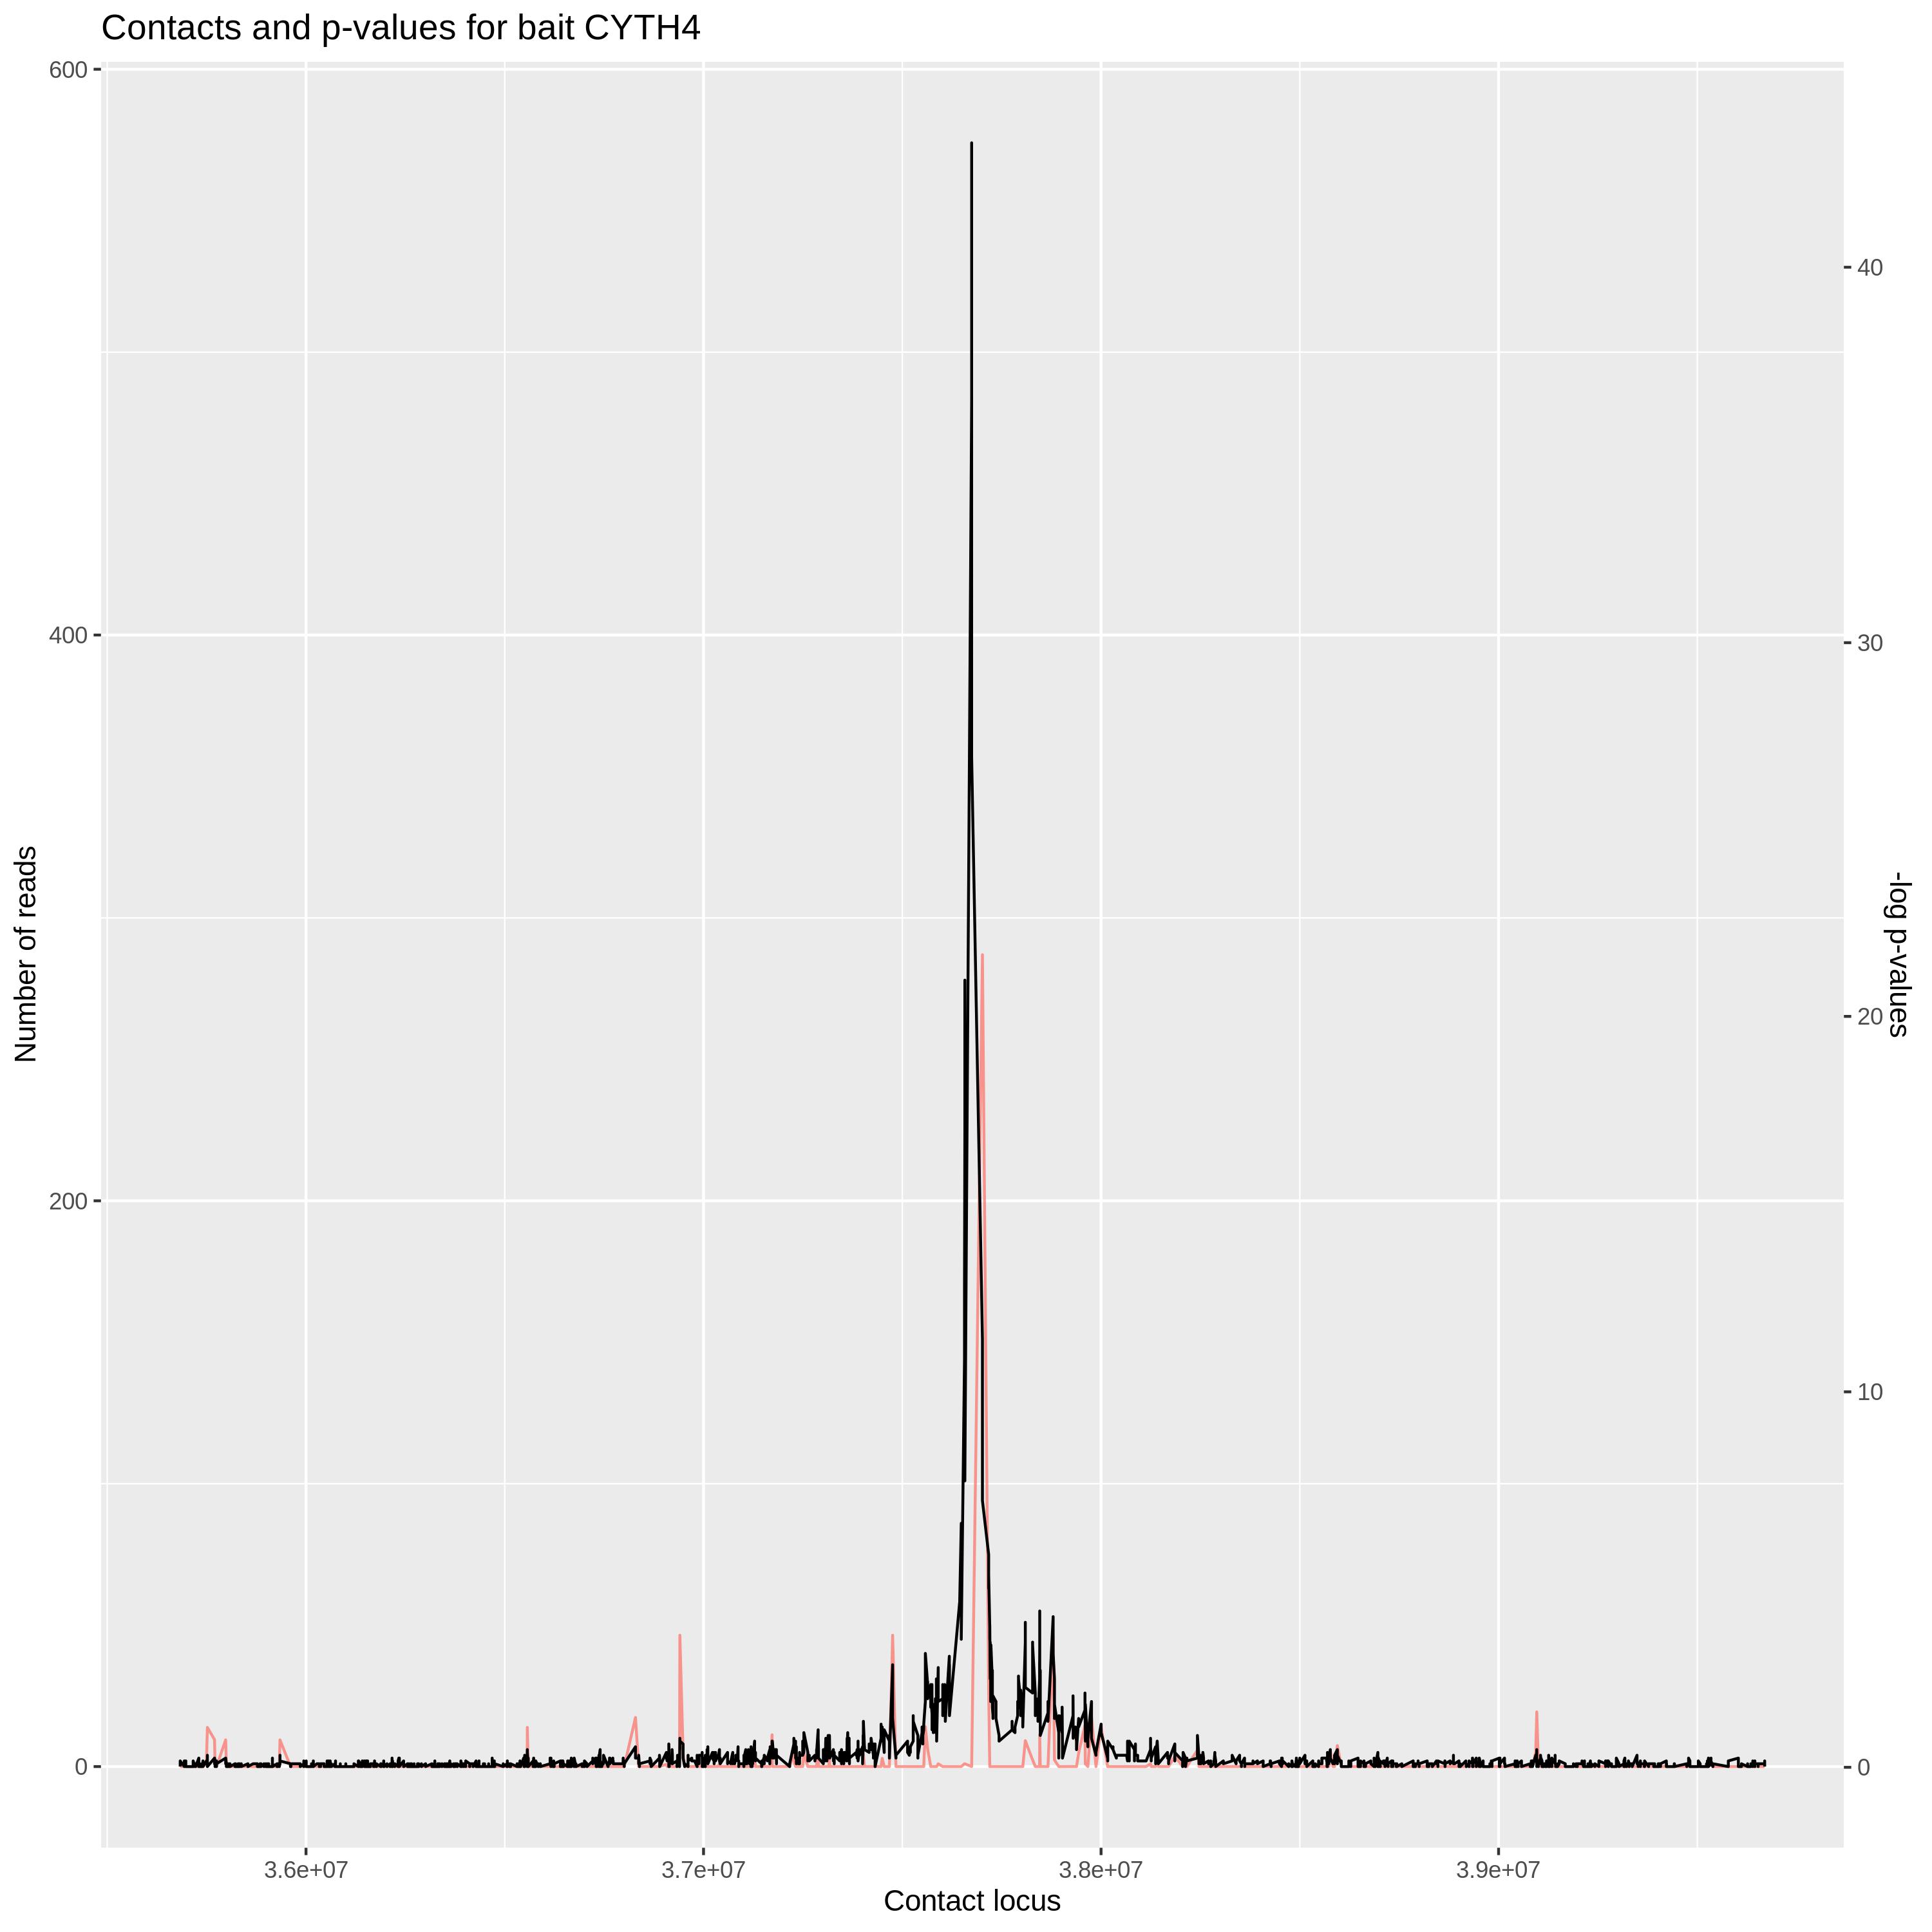 Contacts and p-values for bait CYTH4
600
400
200
0
Number of reads
40
30
20
10
0
-log p-values
3.6e+07
3.7e+07
3.8e+07
3.9e+07
Contact locus